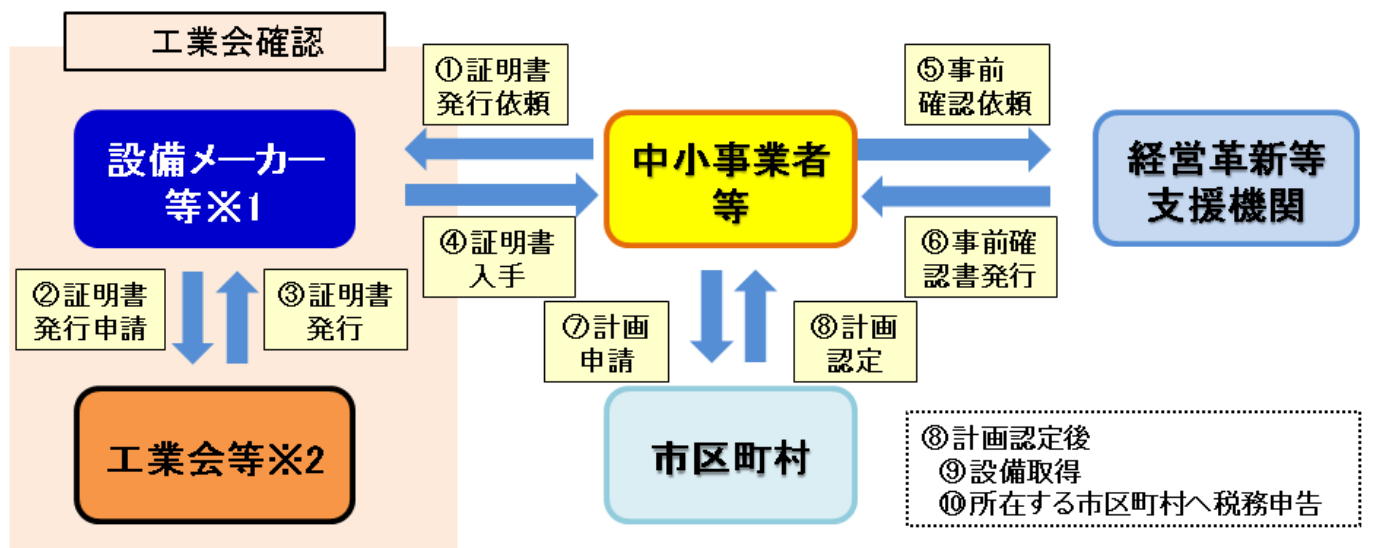 工業会確認
①証明書
発行依頼
⑤事前
確認依頼
設備メーカー
等※1
中小事業者
等
経営革新等
支援機関
④証明書
入手
⑥事前確
認書発行
②証明書
発行申請
③証明書
発行
⑦計画
申請
⑧計画
認定
工業会等※2
市区町村
⑧計画認定後
⑨設備取得
⑩所在する市区町村へ税務申告